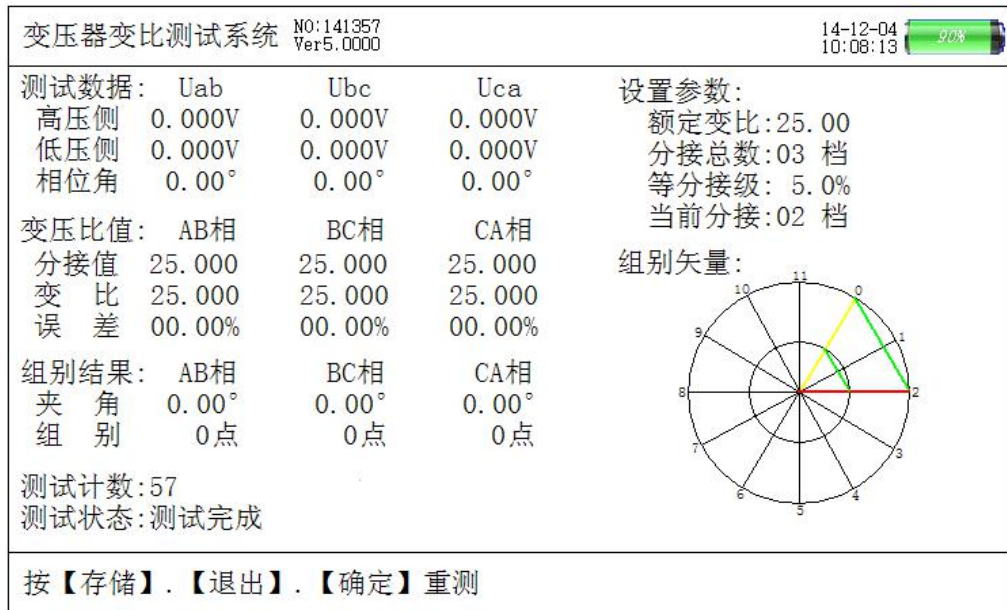 变压器变比测试系统 NO:141357 14-12-04 90%
Ver5.0000 10:08:13
测试数据: Uab Ubc Uca
高压侧 0.000V 0.000V 0.000V
低压侧 0.000V 0.000V 0.000V
相位角 0.00° 0.00° 0.00°
变压比值: AB相 BC相 CA相
分接值 25.000 25.000 25.000
变 比 25.000 25.000 25.000
误 差 00.00% 00.00% 00.00%
组别结果: AB相 BC相 CA相
夹 角 0.00° 0.00° 0.00°
组 别 0点 0点 0点
测试计数:57
测试状态:测试完成
设置参数:
额定变比:25.00
分接总数:03 档
等分接级: 5.0%
当前分接:02 档
组别矢量:
11
10 0
9 1
8 2
7 3
6 4
5
按【存储】.【退出】.【确定】重测